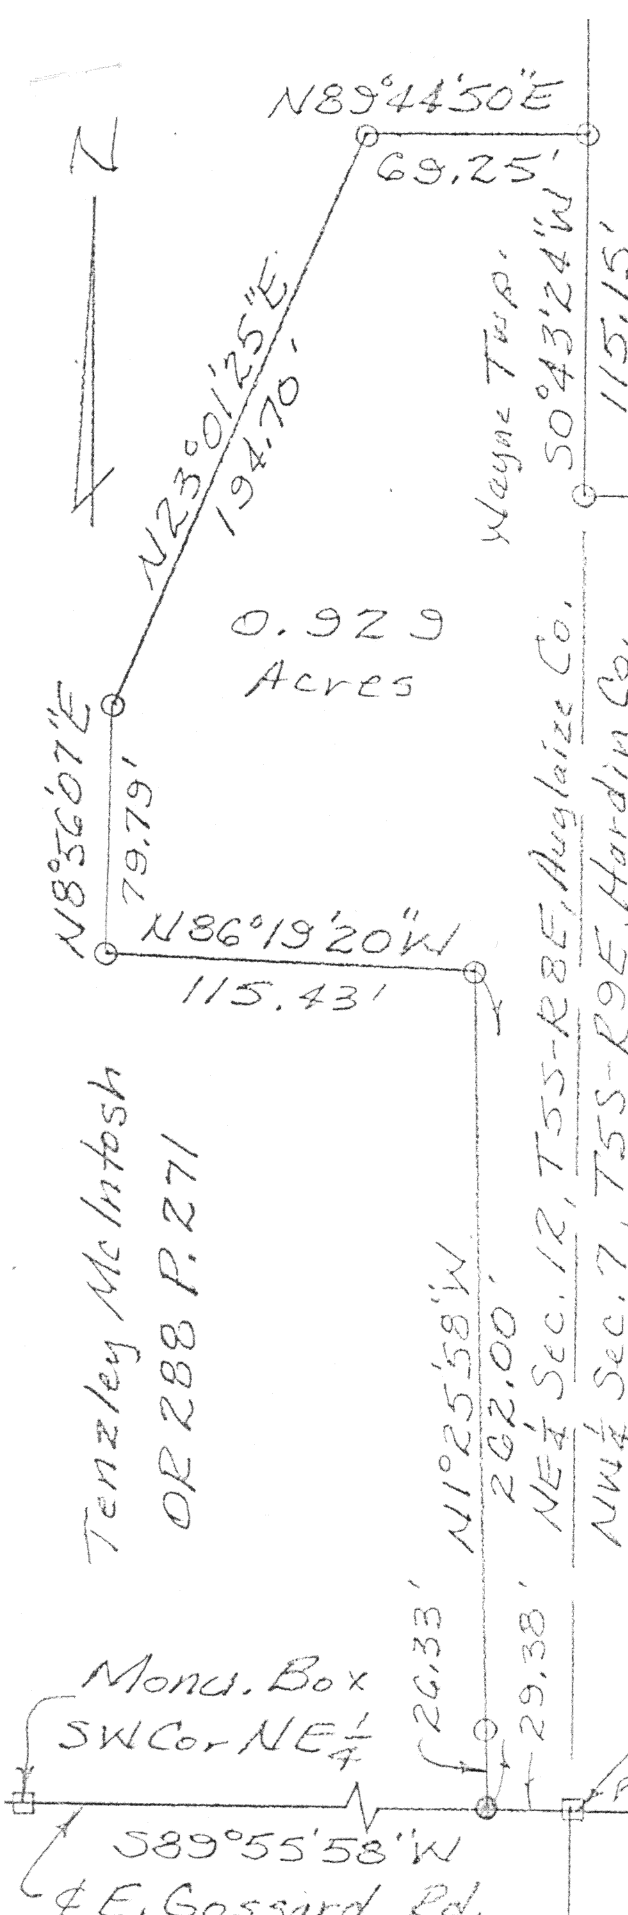 N89°44'50"E
69.25'
N
N23°01'25"E
194.70'
Wayne Twp.
S0°43'24"W
115.15'
0.929
Acres
N8°56'07"E
79.79'
N86°19'20"W
115.43'
Tenzley McIntosh
OR 288 P. 271
N1°25'58"W
262.00'
NE¼ Sec. 12, T5S-R8E, Auglaize Co.
NW¼ Sec. 7, T5S-R9E, Hardin Co.
26.33'
29.38'
Monu. Box
SW Cor NE¼
S89°55'58"W
℄ E. Gossard Rd.